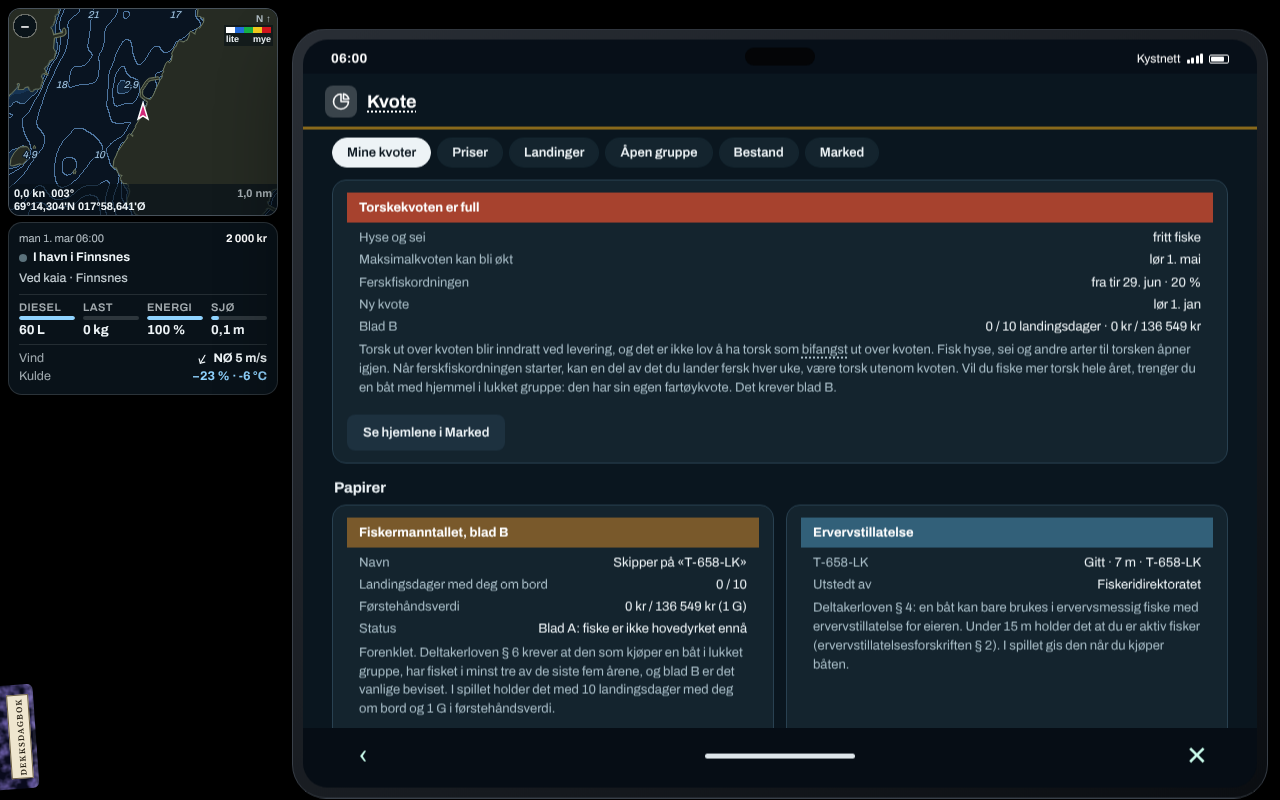 21
17
N ↑
lite mye
18
2,9
4,9
10
0,0 kn 003°
1,0 nm
69°14,304'N 017°58,641'Ø
man 1. mar 06:00
2 000 kr
I havn i Finnsnes
Ved kaia · Finnsnes
DIESEL LAST ENERGI SJØ
60 L 0 kg 100 % 0,1 m
Vind ↙ NØ 5 m/s
Kulde −23 % · -6 °C
DEKKSDAGBOK
06:00
Kystnett
Kvote
Mine kvoter Priser Landinger Åpen gruppe Bestand Marked
Torskekvoten er full
Hyse og sei fritt fiske
Maksimalkvoten kan bli økt lør 1. mai
Ferskfiskordningen fra tir 29. jun · 20 %
Ny kvote lør 1. jan
Blad B 0 / 10 landingsdager · 0 kr / 136 549 kr
Torsk ut over kvoten blir inndratt ved levering, og det er ikke lov å ha torsk som bifangst ut over kvoten. Fisk hyse, sei og andre arter til torsken åpner
igjen. Når ferskfiskordningen starter, kan en del av det du lander fersk hver uke, være torsk utenom kvoten. Vil du fiske mer torsk hele året, trenger du
en båt med hjemmel i lukket gruppe: den har sin egen fartøykvote. Det krever blad B.
Se hjemlene i Marked
Papirer
Fiskermanntallet, blad B
Navn Skipper på «T-658-LK»
Landingsdager med deg om bord 0 / 10
Førstehåndsverdi 0 kr / 136 549 kr (1 G)
Status Blad A: fiske er ikke hovedyrket ennå
Forenklet. Deltakerloven § 6 krever at den som kjøper en båt i lukket
gruppe, har fisket i minst tre av de siste fem årene, og blad B er det
vanlige beviset. I spillet holder det med 10 landingsdager med deg
om bord og 1 G i førstehåndsverdi.
Ervervstillatelse
T-658-LK Gitt · 7 m · T-658-LK
Utstedt av Fiskeridirektoratet
Deltakerloven § 4: en båt kan bare brukes i ervervsmessig fiske med
ervervstillatelse for eieren. Under 15 m holder det at du er aktiv fisker
(ervervstillatelsesforskriften § 2). I spillet gis den når du kjøper
båten.